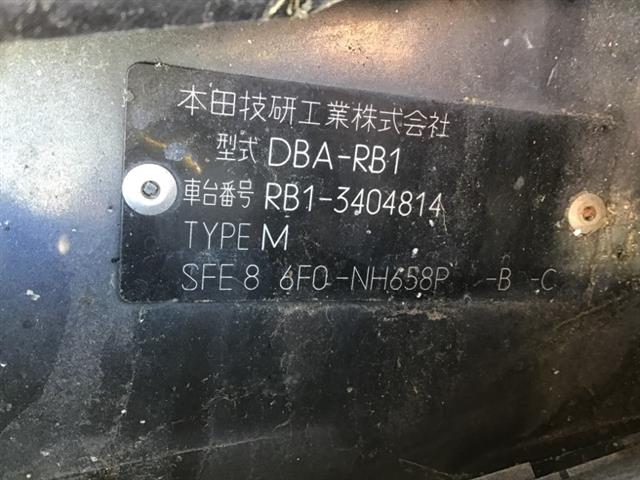 本田技研工業株式会社
型式 DBA-RB1
車台番号 RB1-3404814
TYPE M
SFE 8 6F0 -NH658P -B -C